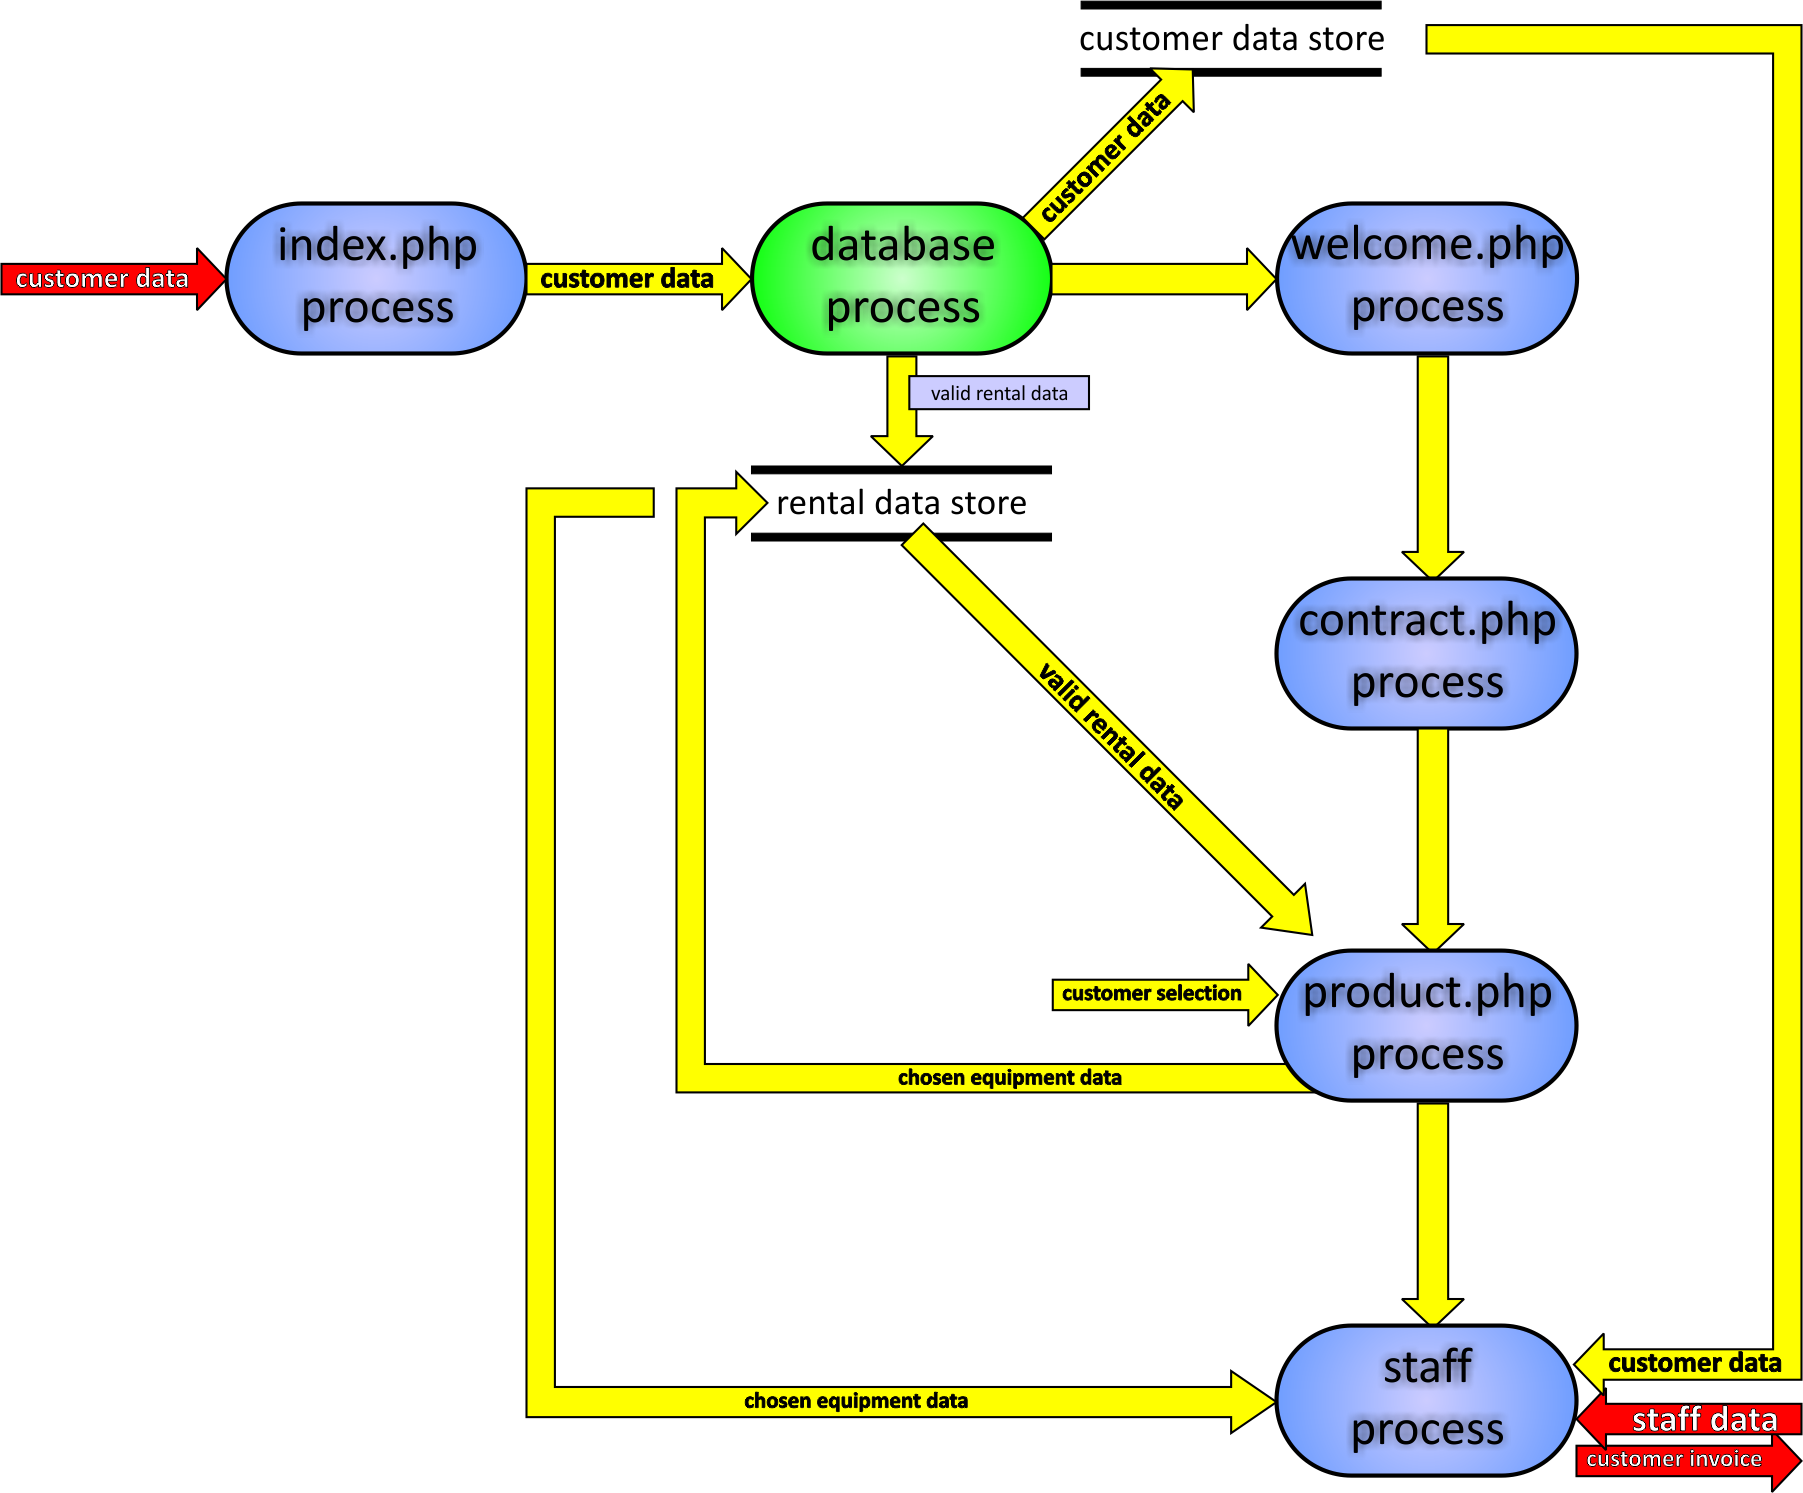 customer data store
customer data
customer data
index.php
process
customer data
database
process
welcome.php
process
valid rental data
rental data store
contract.php
process
valid rental data
customer selection
product.php
process
chosen equipment data
staff
process
customer data
chosen equipment data
staff data
customer invoice